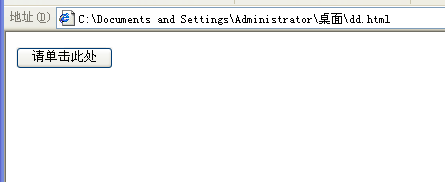 地址(D) C:\Documents and Settings\Administrator\桌面\dd.html
请单击此处